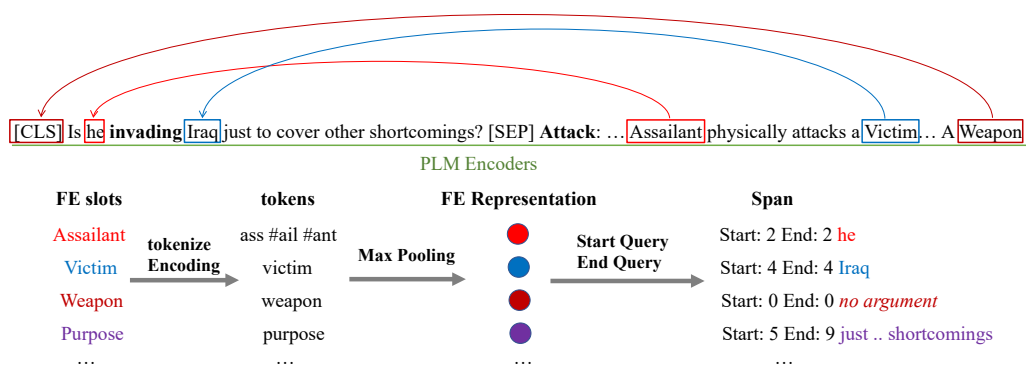 [CLS] Is he invading Iraq just to cover other shortcomings? [SEP] Attack: … Assailant physically attacks a Victim… A Weapon
PLM Encoders
FE slots tokens FE Representation Span
Assailant ass #ail #ant Start: 2 End: 2 he
tokenize Encoding Max Pooling Start Query End Query
Victim victim Start: 4 End: 4 Iraq
Weapon weapon Start: 0 End: 0 no argument
Purpose purpose Start: 5 End: 9 just .. shortcomings
… … … …